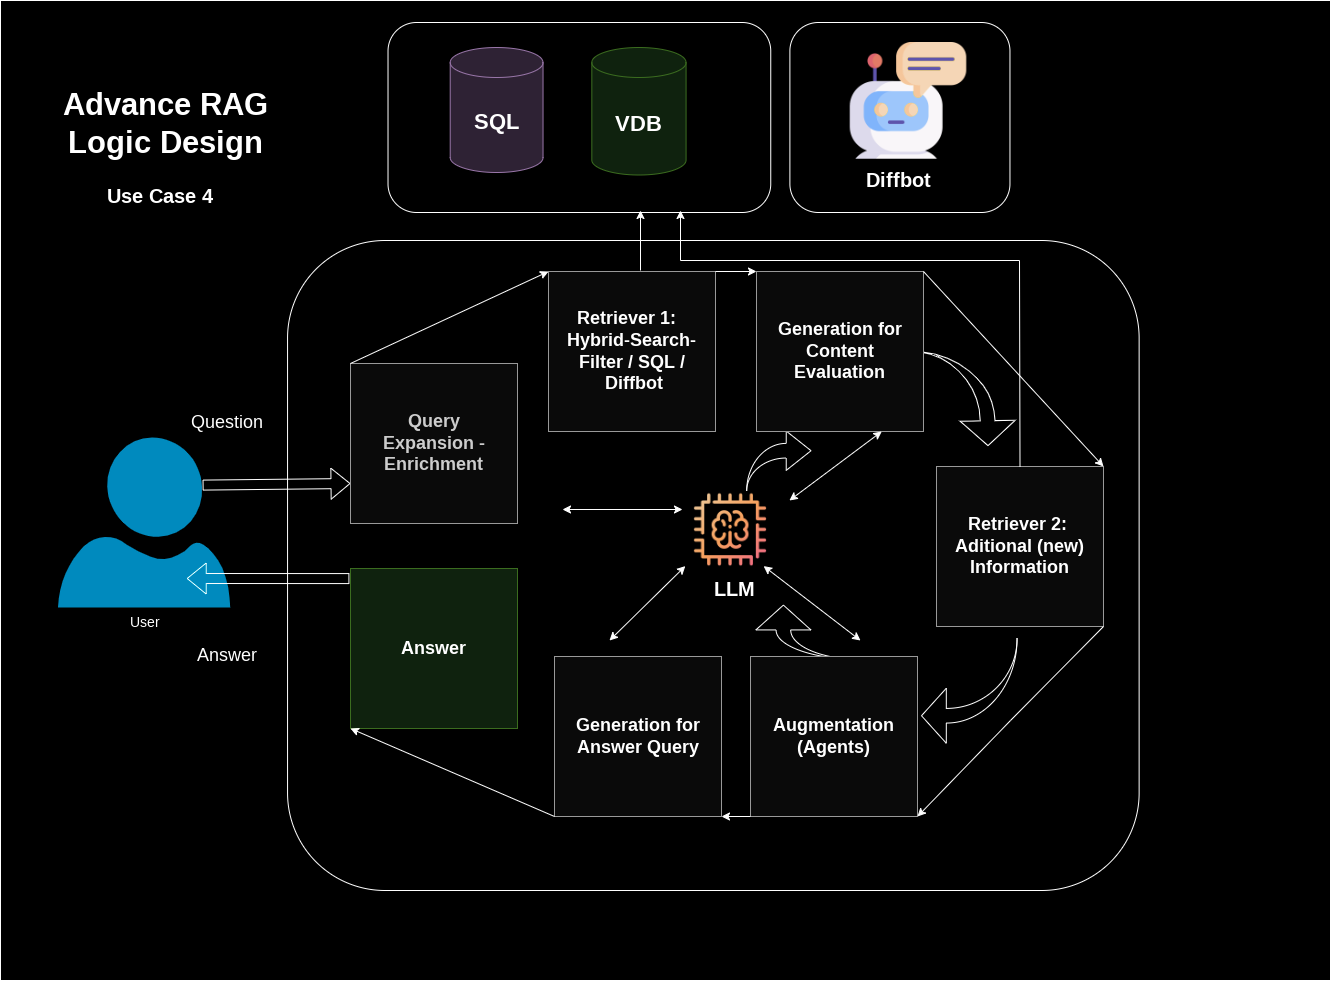 Advance RAG
Logic Design
Use Case 4
SQL
VDB
Diffbot
Retriever 1:
Hybrid-Search-
Filter / SQL /
Diffbot
Generation for
Content
Evaluation
Question
Query
Expansion -
Enrichment
Retriever 2:
Aditional (new)
Information
LLM
User
Answer
Answer
Generation for
Answer Query
Augmentation
(Agents)